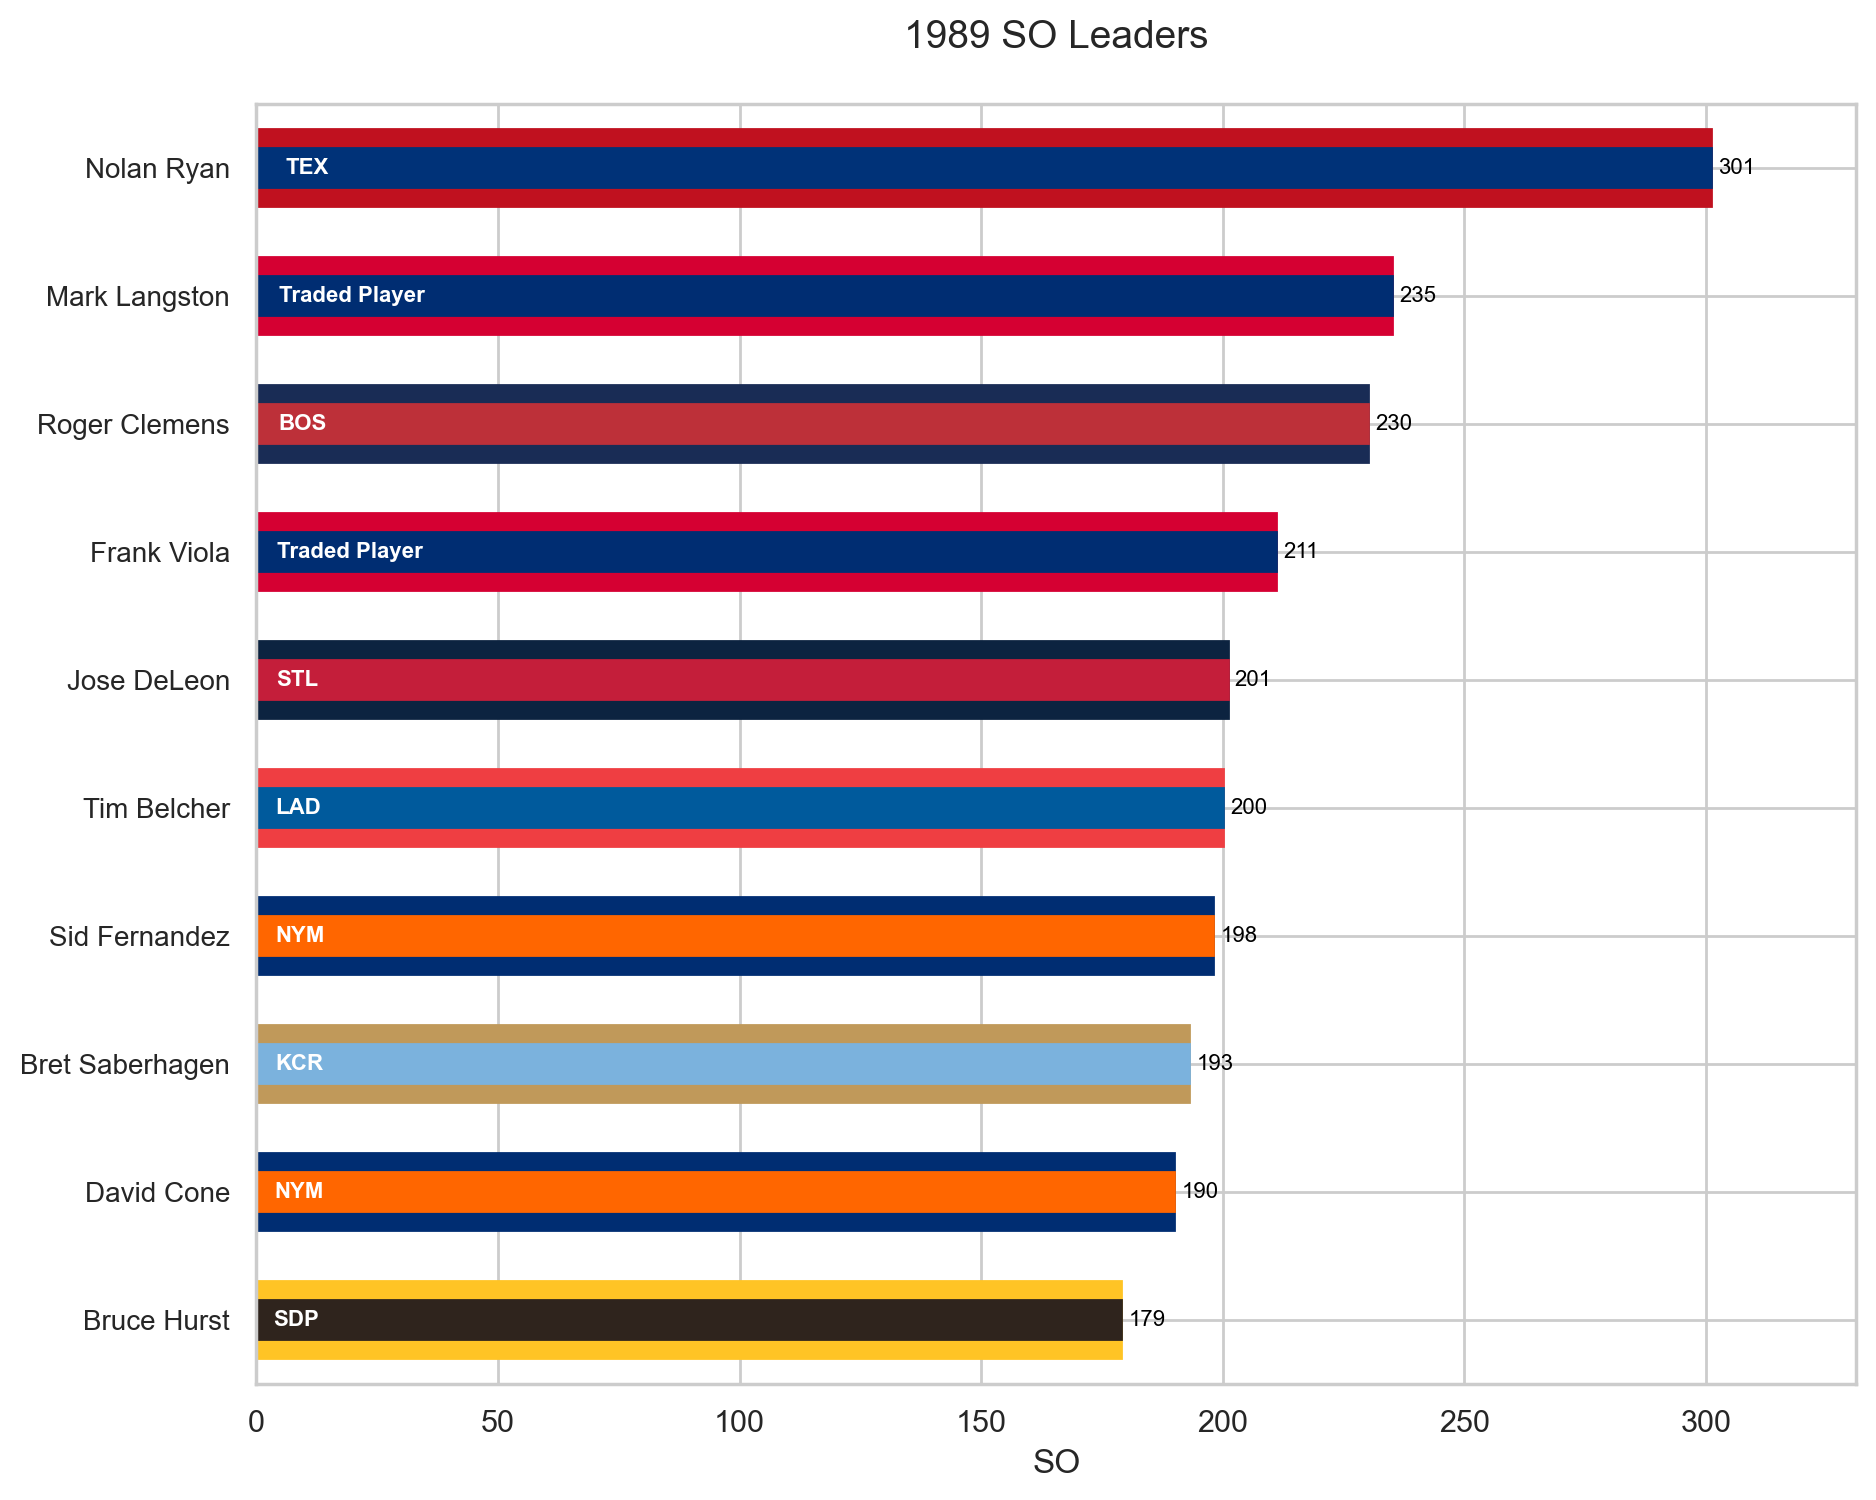 1989 SO Leaders
Nolan Ryan TEX 301
Mark Langston Traded Player 235
Roger Clemens BOS 230
Frank Viola Traded Player 211
Jose DeLeon STL 201
Tim Belcher LAD 200
Sid Fernandez NYM 198
Bret Saberhagen KCR 193
David Cone NYM 190
Bruce Hurst SDP 179
0 50 100 150 200 250 300
SO